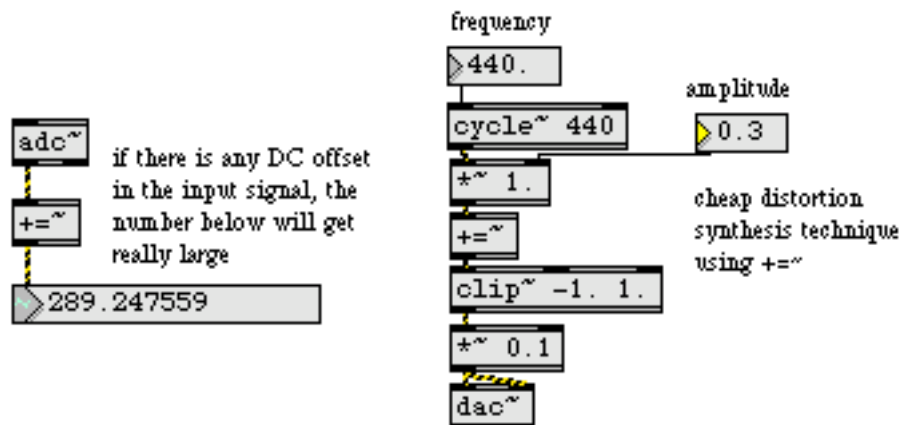 adc~
if there is any DC offset
in the input signal, the
number below will get
really large
+=~
289.247559
frequency
440.
cycle~ 440
amplitude
0.3
*~ 1.
+=~
clip~ -1. 1.
*~ 0.1
dac~
cheap distortion
synthesis technique
using +=~